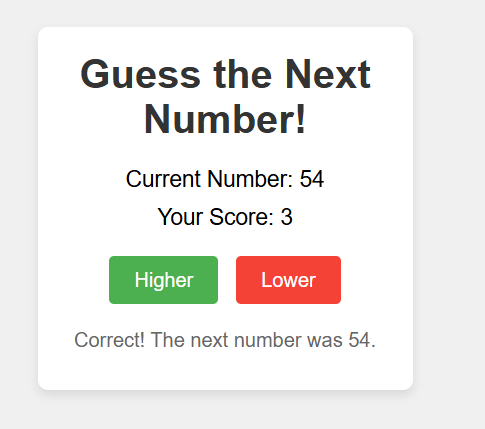 Guess the Next
Number!
Current Number: 54
Your Score: 3
Higher Lower
Correct! The next number was 54.